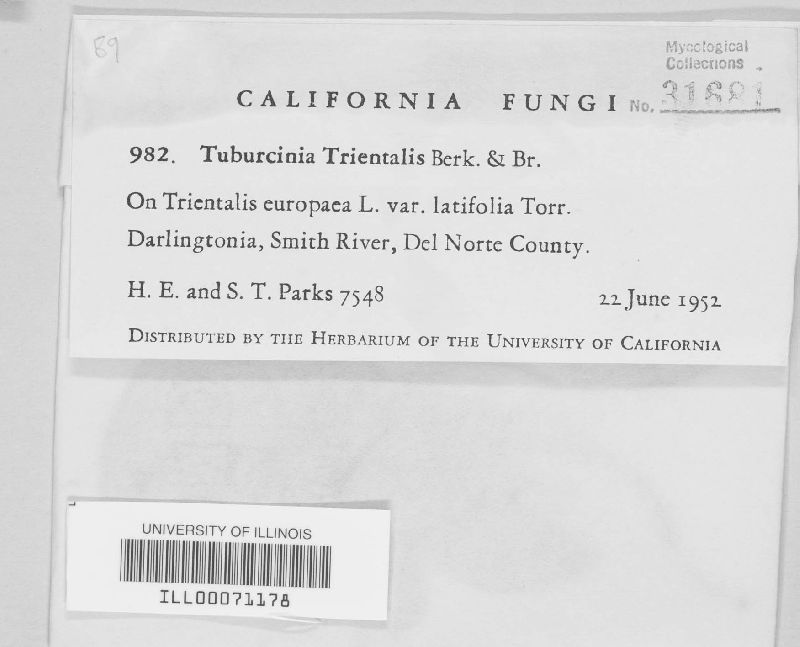 89
Mycological
Collections
CALIFORNIA FUNGI No.
982. Tuburcinia Trientalis Berk. & Br.
On Trientalis europaea L. var. latifolia Torr.
Darlingtonia, Smith River, Del Norte County.
H. E. and S. T. Parks 7548 22 June 1952
DISTRIBUTED BY THE HERBARIUM OF THE UNIVERSITY OF CALIFORNIA
UNIVERSITY OF ILLINOIS
ILL00071178